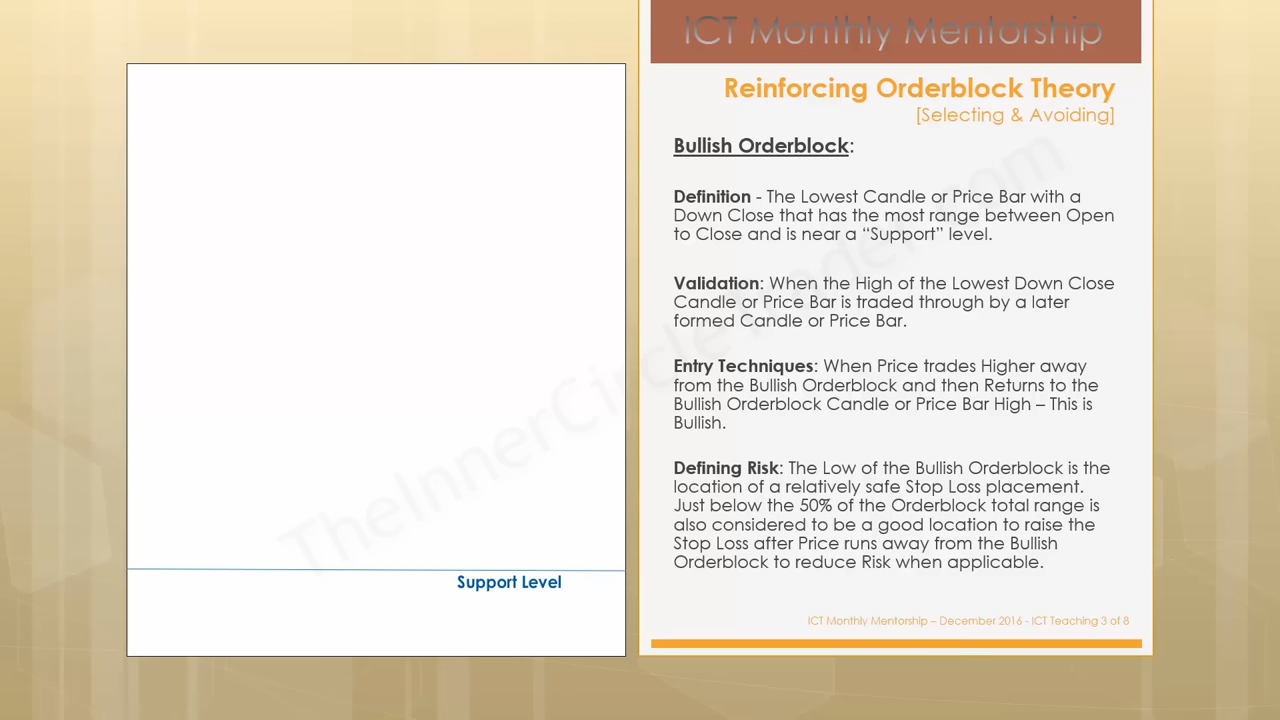 ICT Monthly Mentorship
Reinforcing Orderblock Theory
[Selecting & Avoiding]
Bullish Orderblock:
Definition - The Lowest Candle or Price Bar with a
Down Close that has the most range between Open
to Close and is near a “Support” level.
Validation: When the High of the Lowest Down Close
Candle or Price Bar is traded through by a later
formed Candle or Price Bar.
Entry Techniques: When Price trades Higher away
from the Bullish Orderblock and then Returns to the
Bullish Orderblock Candle or Price Bar High – This is
Bullish.
Defining Risk: The Low of the Bullish Orderblock is the
location of a relatively safe Stop Loss placement.
Just below the 50% of the Orderblock total range is
also considered to be a good location to raise the
Stop Loss after Price runs away from the Bullish
Orderblock to reduce Risk when applicable.
Support Level
ICT Monthly Mentorship – December 2016 - ICT Teaching 3 of 8